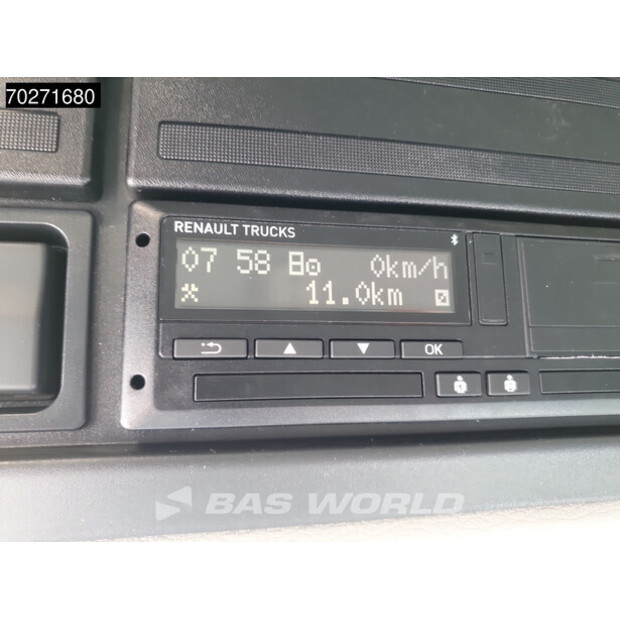 70271680
RENAULT TRUCKS
07 58 0km/h
11.0km
OK
BAS WORLD